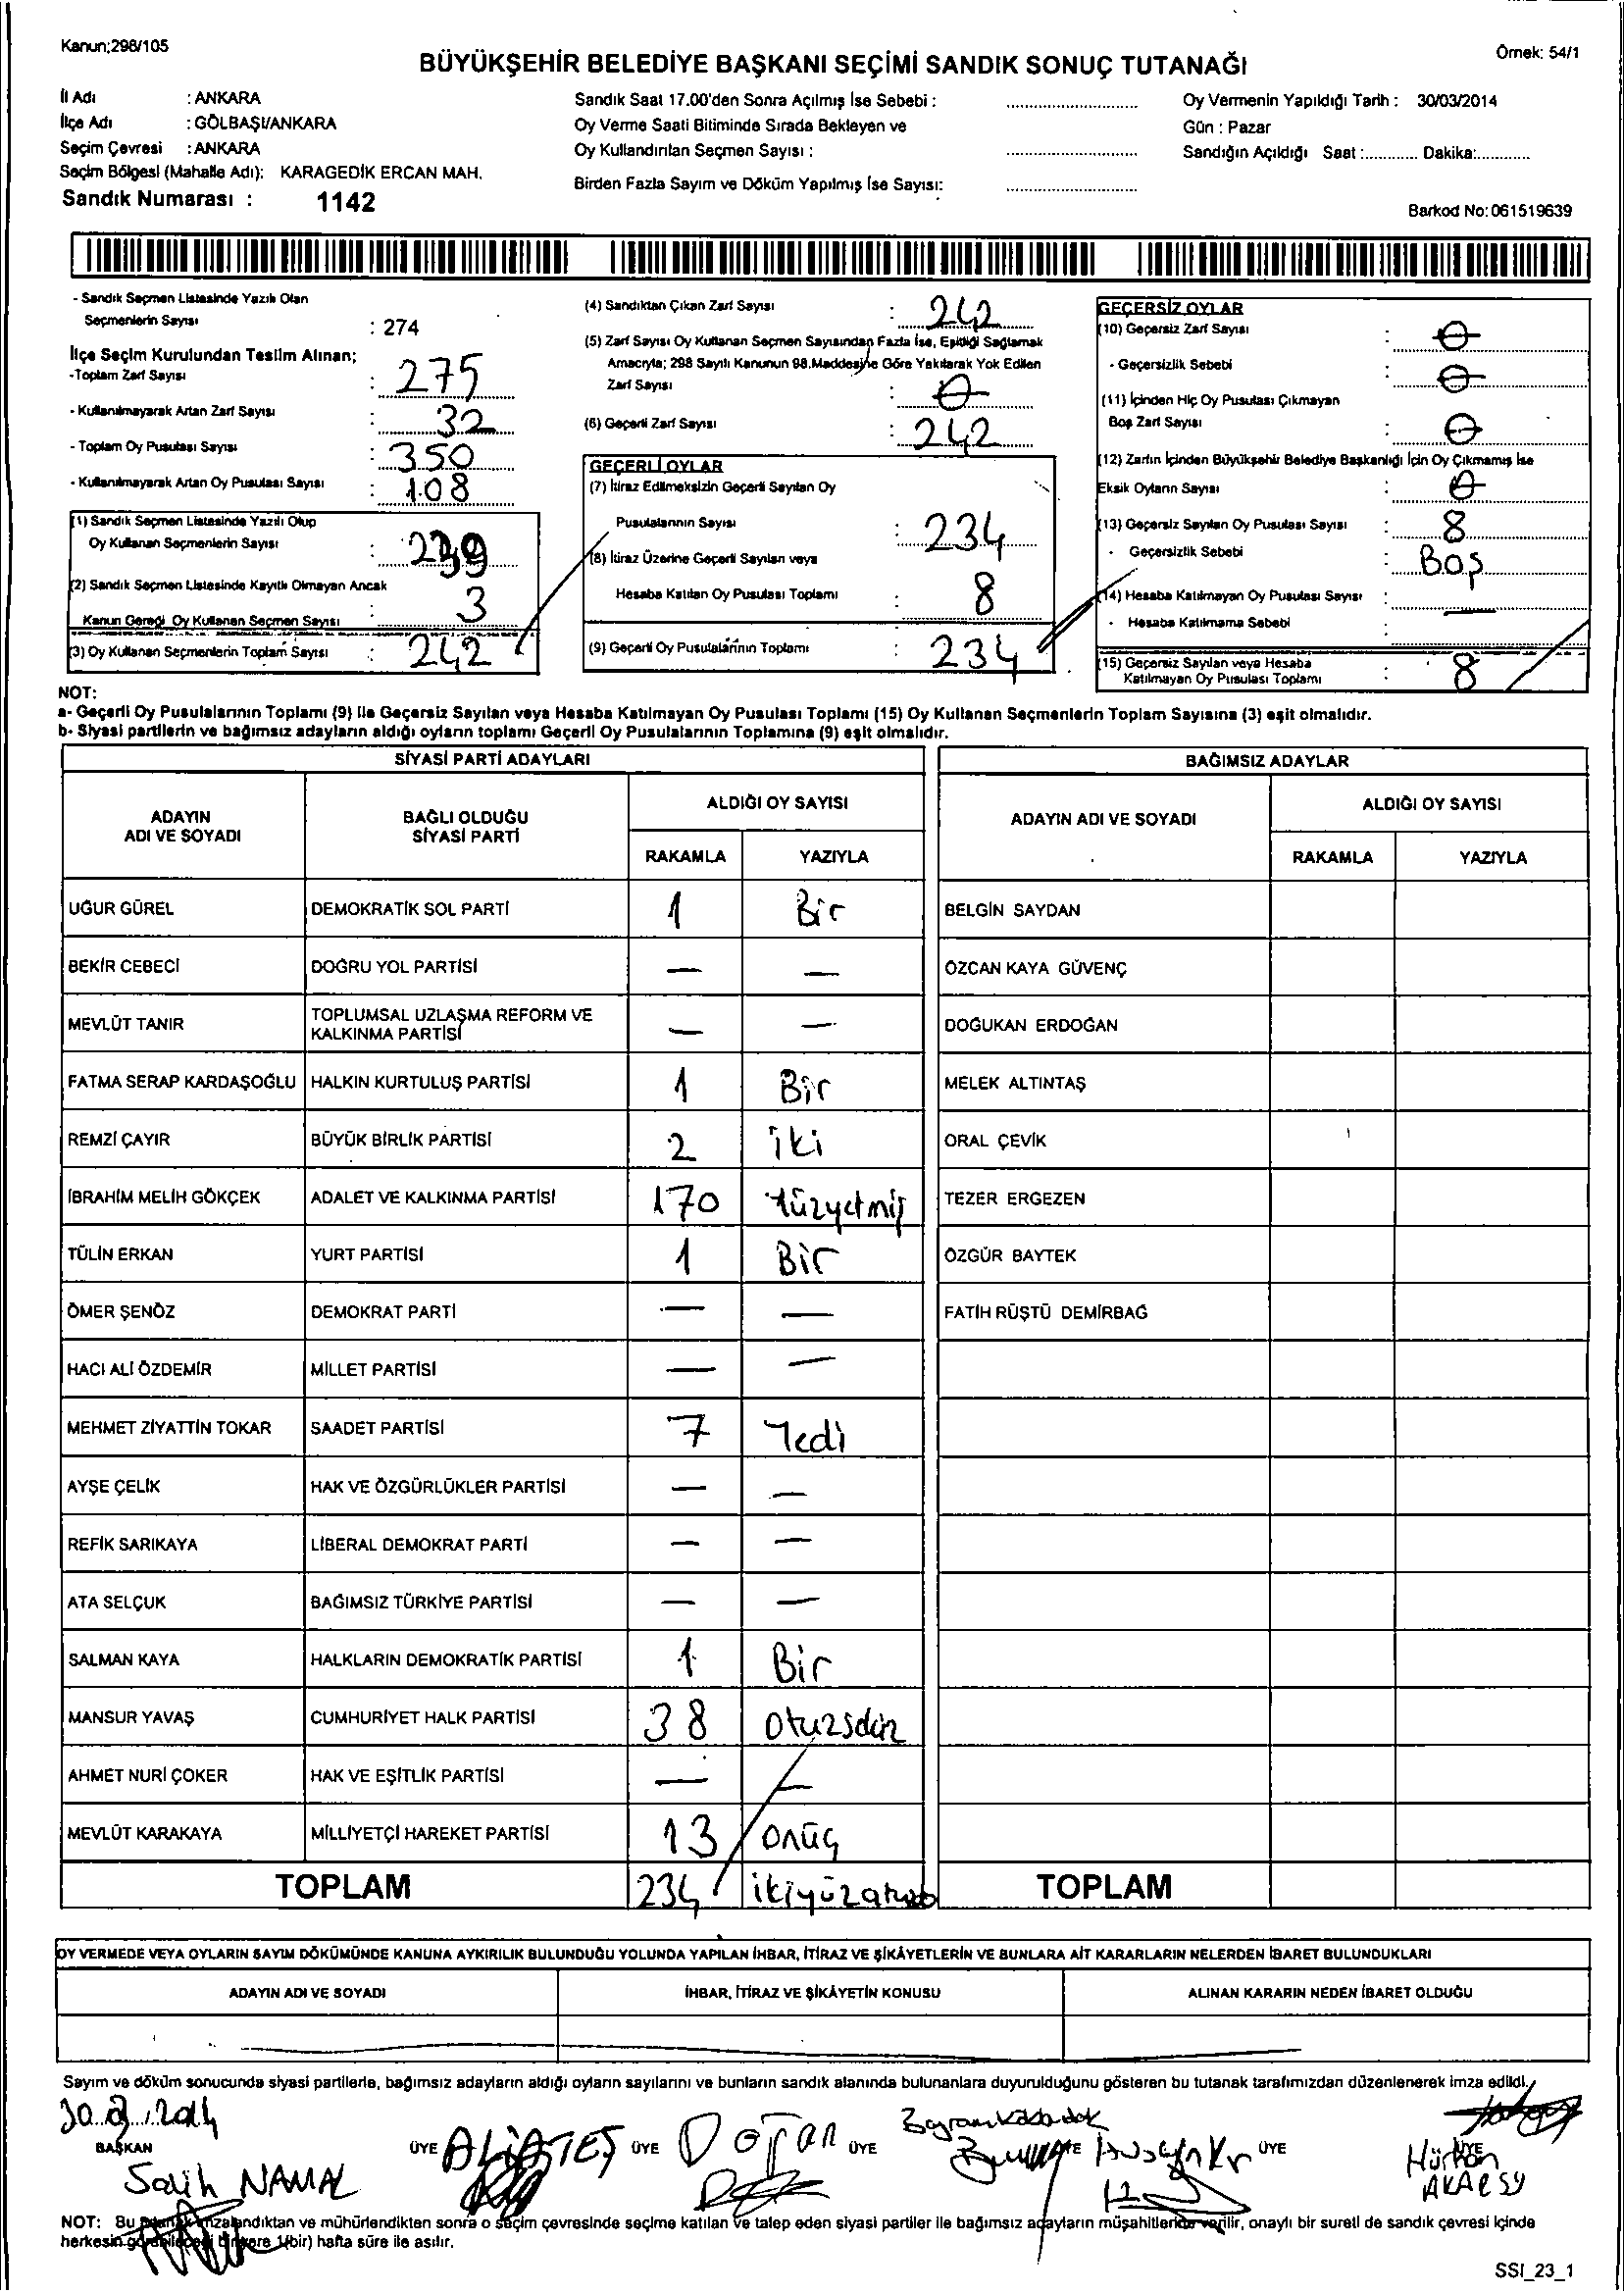 Kanun;298/105
Örnek: 54/1
BÜYÜKŞEHİR BELEDİYE BAŞKANI SEÇİMİ SANDIK SONUÇ TUTANAĞI
İl Adı : ANKARA
İlçe Adı : GÖLBAŞI/ANKARA
Seçim Çevresi : ANKARA
Seçim Bölgesi (Mahalle Adı): KARAGEDİK ERCAN MAH.
Sandık Numarası : 1142
Sandık Saat 17.00'den Sonra Açılmış İse Sebebi :
Oy Verme Saati Bitiminde Sırada Bekleyen ve
Oy Kullandırılan Seçmen Sayısı :
Birden Fazla Sayım ve Döküm Yapılmış İse Sayısı:
Oy Vermenin Yapıldığı Tarih : 30/03/2014
Gün : Pazar
Sandığın Açıldığı Saat :............ Dakika:............
Barkod No: 061519639
- Sandık Seçmen Listesinde Yazılı Olan
Seçmenlerin Sayısı : 274
İlçe Seçim Kurulundan Teslim Alınan;
-Toplam Zarf Sayısı : 275
- Kullanılmayarak Artan Zarf Sayısı : 32
- Toplam Oy Pusulası Sayısı : 350
- Kullanılmayarak Artan Oy Pusulası Sayısı : 108
(1) Sandık Seçmen Listesinde Yazılı Olup
Oy Kullanan Seçmenlerin Sayısı : 239
(2) Sandık Seçmen Listesinde Kayıtlı Olmayan Ancak
Kanun Gereği Oy Kullanan Seçmen Sayısı : 3
(3) Oy Kullanan Seçmenlerin Toplam Sayısı : 242
(4) Sandıktan Çıkan Zarf Sayısı : 242
(5) Zarf Sayısı Oy Kullanan Seçmen Sayısından Fazla İse, Eşitliği Sağlamak
Amacıyla; 298 Sayılı Kanunun 98.Maddesine Göre Yakılarak Yok Edilen
Zarf Sayısı : 0
(6) Geçerli Zarf Sayısı : 242
GEÇERLİ OYLAR
(7) İtiraz Edilmeksizin Geçerli Sayılan Oy
Pusulalarının Sayısı : 234
(8) İtiraz Üzerine Geçerli Sayılan veya
Hesaba Katılan Oy Pusulası Toplamı : 8
(9) Geçerli Oy Pusulalarının Toplamı : 234
GEÇERSİZ OYLAR
(10) Geçersiz Zarf Sayısı : 0
- Geçersizlik Sebebi : 0
(11) İçinden Hiç Oy Pusulası Çıkmayan
Boş Zarf Sayısı : 0
(12) Zarfın İçinden Büyükşehir Belediye Başkanlığı İçin Oy Çıkmamış İse
Eksik Oyların Sayısı : 0
(13) Geçersiz Sayılan Oy Pusulası Sayısı : 8
- Geçersizlik Sebebi : Boş
(14) Hesaba Katılmayan Oy Pusulası Sayısı : —
- Hesaba Katılmama Sebebi :
(15) Geçersiz Sayılan veya Hesaba
Katılmayan Oy Pusulası Toplamı : 8
NOT:
a- Geçerli Oy Pusulalarının Toplamı (9) ile Geçersiz Sayılan veya Hesaba Katılmayan Oy Pusulası Toplamı (15) Oy Kullanan Seçmenlerin Toplam Sayısına (3) eşit olmalıdır.
b- Siyasi partilerin ve bağımsız adayların aldığı oyların toplamı Geçerli Oy Pusulalarının Toplamına (9) eşit olmalıdır.
SİYASİ PARTİ ADAYLARI
ADAYIN ADI VE SOYADI
BAĞLI OLDUĞU SİYASİ PARTİ
ALDIĞI OY SAYISI
RAKAMLA YAZIYLA
UĞUR GÜREL DEMOKRATİK SOL PARTİ 1 Bir
BEKİR CEBECİ DOĞRU YOL PARTİSİ — —
MEVLÜT TANIR TOPLUMSAL UZLAŞMA REFORM VE KALKINMA PARTİSİ — —
FATMA SERAP KARDAŞOĞLU HALKIN KURTULUŞ PARTİSİ 1 Bir
REMZİ ÇAYIR BÜYÜK BİRLİK PARTİSİ 2 iki
İBRAHİM MELİH GÖKÇEK ADALET VE KALKINMA PARTİSİ 170 Yüzyetmiş
TÜLİN ERKAN YURT PARTİSİ 1 Bir
ÖMER ŞENÖZ DEMOKRAT PARTİ — —
HACI ALİ ÖZDEMİR MİLLET PARTİSİ — —
MEHMET ZİYATTİN TOKAR SAADET PARTİSİ 7 Yedi
AYŞE ÇELİK HAK VE ÖZGÜRLÜKLER PARTİSİ — —
REFİK SARIKAYA LİBERAL DEMOKRAT PARTİ — —
ATA SELÇUK BAĞIMSIZ TÜRKİYE PARTİSİ — —
SALMAN KAYA HALKLARIN DEMOKRATİK PARTİSİ 1 Bir
MANSUR YAVAŞ CUMHURİYET HALK PARTİSİ 38
AHMET NURİ ÇOKER HAK VE EŞİTLİK PARTİSİ — —
MEVLÜT KARAKAYA MİLLİYETÇİ HAREKET PARTİSİ 13 onüç
TOPLAM 234
BAĞIMSIZ ADAYLAR
ADAYIN ADI VE SOYADI
ALDIĞI OY SAYISI
RAKAMLA YAZIYLA
BELGİN SAYDAN
ÖZCAN KAYA GÜVENÇ
DOĞUKAN ERDOĞAN
MELEK ALTINTAŞ
ORAL ÇEVİK
TEZER ERGEZEN
ÖZGÜR BAYTEK
FATİH RÜŞTÜ DEMİRBAĞ
TOPLAM
OY VERMEDE VEYA OYLARIN SAYIM DÖKÜMÜNDE KANUNA AYKIRILIK BULUNDUĞU YOLUNDA YAPILAN İHBAR, İTİRAZ VE ŞİKÂYETLERİN VE BUNLARA AİT KARARLARIN NELERDEN İBARET BULUNDUKLARI
ADAYIN ADI VE SOYADI İHBAR, İTİRAZ VE ŞİKÂYETİN KONUSU ALINAN KARARIN NEDEN İBARET OLDUĞU
Sayım ve döküm sonucunda siyasi partilerle, bağımsız adayların aldığı oyların sayılarını ve bunların sandık alanında bulunanlara duyurulduğunu gösteren bu tutanak tarafımızdan düzenlenerek imza edildi.
BAŞKAN ÜYE ÜYE ÜYE ÜYE ÜYE ÜYE
Salih NAMAL
ALİ ATEŞ
Hürkan
AKARSY
NOT: Bu tutanak imzalandıktan ve mühürlendikten sonra o seçim çevresinde seçime katılan ve talep eden siyasi partiler ile bağımsız adayların müşahitlerine verilir, onaylı bir sureti de sandık çevresi içinde
herkesin görebileceği bir yere 1(bir) hafta süre ile asılır.
SSI_23_1